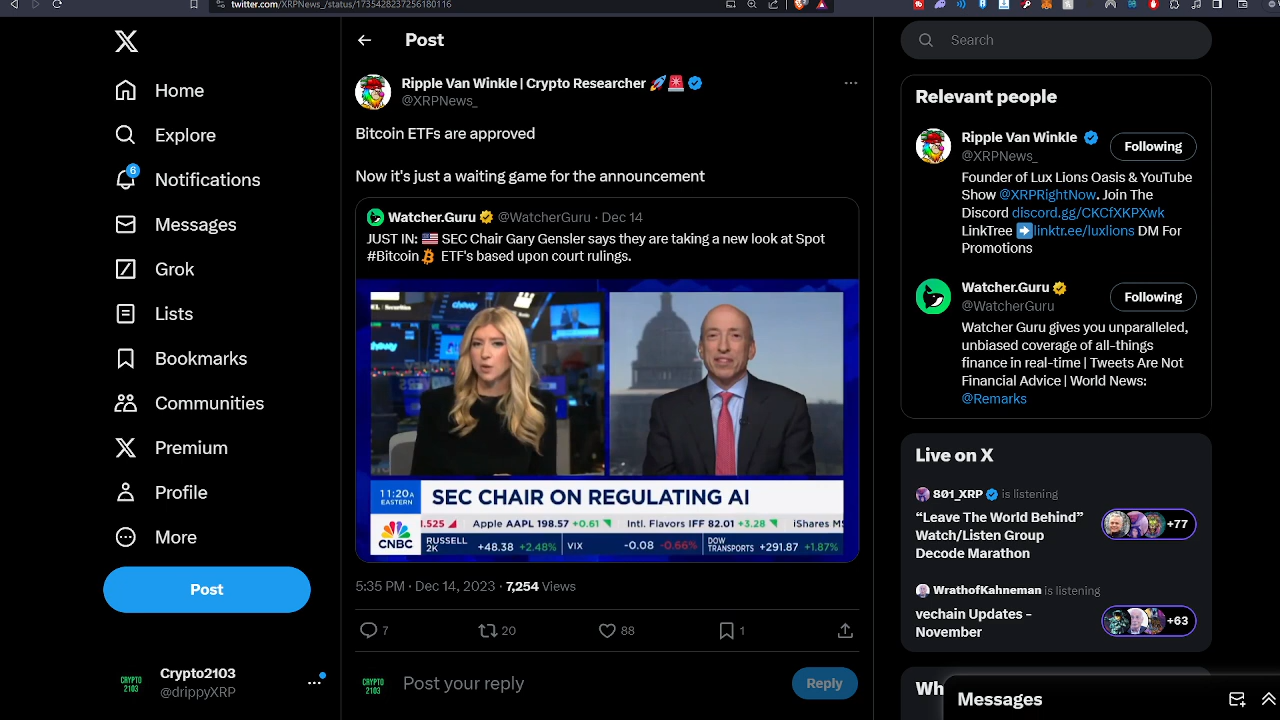 twitter.com/XRPNews_/status/1735428237256180116
Post
Search
Home
Explore
6
Notifications
Messages
Grok
Lists
Bookmarks
Communities
Premium
Profile
More
Post
Crypto2103
@drippyXRP
Ripple Van Winkle | Crypto Researcher 🚀🚨
@XRPNews_
Bitcoin ETFs are approved
Now it's just a waiting game for the announcement
Watcher.Guru @WatcherGuru · Dec 14
JUST IN: 🇺🇸 SEC Chair Gary Gensler says they are taking a new look at Spot
#Bitcoin ETF's based upon court rulings.
11:20A
EASTERN
SEC CHAIR ON REGULATING AI
CNBC
1.525 Apple AAPL 198.57 +0.61 Intl. Flavors IFF 82.01 +3.28 iShares
RUSSELL
2K
+48.38 +2.48% VIX -0.08 -0.66%
DOW
TRANSPORTS
+291.87 +1.87%
5:35 PM · Dec 14, 2023 · 7,254 Views
7 20 88 1
CRYPTO
2103
Post your reply
Reply
CRYPTO
2103
Relevant people
Ripple Van Winkle
@XRPNews_
Following
Founder of Lux Lions Oasis & YouTube
Show @XRPRightNow. Join The
Discord discord.gg/CKCfXKPXwk
LinkTree ➡️linktr.ee/luxlions DM For
Promotions
Watcher.Guru
@WatcherGuru
Following
Watcher Guru gives you unparalleled,
unbiased coverage of all-things
finance in real-time | Tweets Are Not
Financial Advice | World News:
@Remarks
Live on X
801_XRP is listening
“Leave The World Behind”
Watch/Listen Group
Decode Marathon
+77
WrathofKahneman is listening
vechain Updates -
November
+63
Wh
Messages